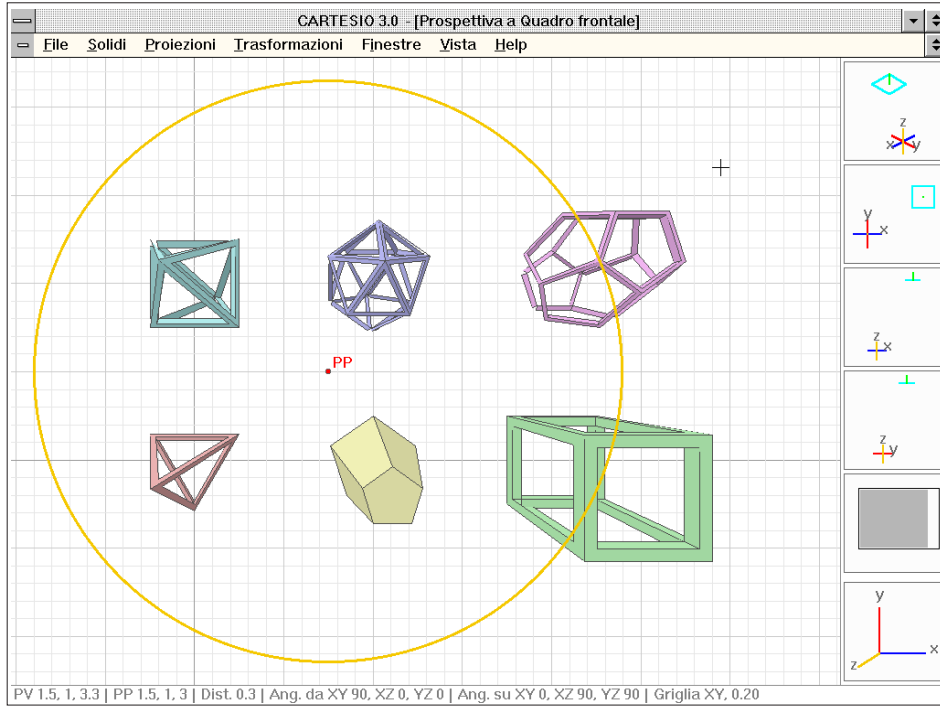 CARTESIO 3.0 - [Prospettiva a Quadro frontale]
File Solidi Proiezioni Trasformazioni Finestre Vista Help
z
x y
y
x
z
x
PP
z
y
y
x
z
PV 1.5, 1, 3.3 | PP 1.5, 1, 3 | Dist. 0.3 | Ang. da XY 90, XZ 0, YZ 0 | Ang. su XY 0, XZ 90, YZ 90 | Griglia XY, 0.20